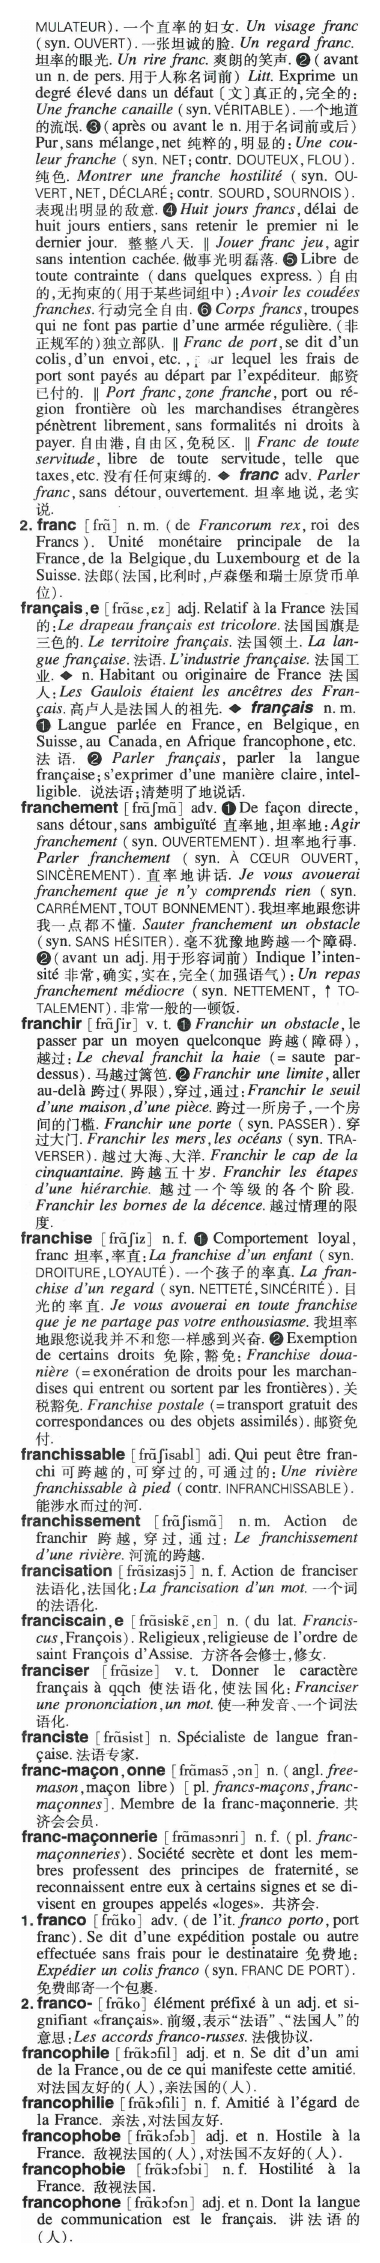 MULATEUR). 一个直率的妇女. Un visage franc
(syn. OUVERT). 一张坦诚的脸. Un regard franc.
坦率的眼光. Un rire franc. 爽朗的笑声. ❷ (avant
un n. de pers. 用于人称名词前) Litt. Exprime un
degré élevé dans un défaut〔文〕真正的,完全的:
Une franche canaille (syn. VÉRITABLE). 一个地道
的流氓. ❸ (après ou avant le n. 用于名词前或后)
Pur, sans mélange, net 纯粹的,明显的: Une cou-
leur franche (syn. NET; contr. DOUTEUX, FLOU).
纯色. Montrer une franche hostilité (syn. OU-
VERT, NET, DÉCLARÉ; contr. SOURD, SOURNOIS).
表现出明显的敌意. ❹ Huit jours francs, délai de
huit jours entiers, sans retenir le premier ni le
dernier jour. 整整八天. ‖ Jouer franc jeu, agir
sans intention cachée. 做事光明磊落. ❺ Libre de
toute contrainte (dans quelques express.) 自由
的,无拘束的(用于某些词组中): Avoir les coudées
franches. 行动完全自由. ❻ Corps francs, troupes
qui ne font pas partie d'une armée régulière. (非
正规军的)独立部队. ‖ Franc de port, se dit d'un
colis, d'un envoi, etc., ur lequel les frais de
port sont payés au départ par l'expéditeur. 邮资
已付的. ‖ Port franc, zone franche, port ou ré-
gion frontière où les marchandises étrangères
pénètrent librement, sans formalités ni droits à
payer. 自由港,自由区,免税区. ‖ Franc de toute
servitude, libre de toute servitude, telle que
taxes, etc. 没有任何束缚的. ◆ franc adv. Parler
franc, sans détour, ouvertement. 坦率地说,老实
说.
2. franc [frɑ̃] n. m. (de Francorum rex, roi des
Francs). Unité monétaire principale de la
France, de la Belgique, du Luxembourg et de la
Suisse. 法郎(法国,比利时,卢森堡和瑞士原货币单
位).
français, e [frɑ̃sɛ, ɛz] adj. Relatif à la France 法国
的: Le drapeau français est tricolore. 法国国旗是
三色的. Le territoire français. 法国领土. La lan-
gue française. 法语. L'industrie française. 法国工
业. ◆ n. Habitant ou originaire de France 法国
人: Les Gaulois étaient les ancêtres des Fran-
çais. 高卢人是法国人的祖先. ◆ français n. m.
❶ Langue parlée en France, en Belgique, en
Suisse, au Canada, en Afrique francophone, etc.
法语. ❷ Parler français, parler la langue
française; s'exprimer d'une manière claire, intel-
ligible. 说法语;清楚明了地说话.
franchement [frɑ̃ʃmɑ̃] adv. ❶ De façon directe,
sans détour, sans ambiguïté 直率地,坦率地: Agir
franchement (syn. OUVERTEMENT). 坦率地行事.
Parler franchement (syn. À CŒUR OUVERT,
SINCÈREMENT). 直率地讲话. Je vous avouerai
franchement que je n'y comprends rien (syn.
CARRÉMENT, TOUT BONNEMENT). 我坦率地跟您讲
我一点都不懂. Sauter franchement un obstacle
(syn. SANS HÉSITER). 毫不犹豫地跨越一个障碍.
❷ (avant un adj. 用于形容词前) Indique l'inten-
sité 非常,确实,实在,完全(加强语气): Un repas
franchement médiocre (syn. NETTEMENT, ↑ TO-
TALEMENT). 非常一般的一顿饭.
franchir [frɑ̃ʃir] v. t. ❶ Franchir un obstacle, le
passer par un moyen quelconque 跨越(障碍),
越过: Le cheval franchit la haie (= saute par-
dessus). 马越过篱笆. ❷ Franchir une limite, aller
au-delà 跨过(界限),穿过,通过: Franchir le seuil
d'une maison, d'une pièce. 跨过一所房子,一个房
间的门槛. Franchir une porte (syn. PASSER). 穿
过大门. Franchir les mers, les océans (syn. TRA-
VERSER). 越过大海、大洋. Franchir le cap de la
cinquantaine. 跨越五十岁. Franchir les étapes
d'une hiérarchie. 越过一个等级的各个阶段.
Franchir les bornes de la décence. 越过情理的限
度.
franchise [frɑ̃ʃiz] n. f. ❶ Comportement loyal,
franc 坦率,率直: La franchise d'un enfant (syn.
DROITURE, LOYAUTÉ). 一个孩子的率真. La fran-
chise d'un regard (syn. NETTETÉ, SINCÉRITÉ). 目
光的率直. Je vous avouerai en toute franchise
que je ne partage pas votre enthousiasme. 我坦率
地跟您说我并不和您一样感到兴奋. ❷ Exemption
de certains droits 免除,豁免: Franchise doua-
nière (= exonération de droits pour les marchan-
dises qui entrent ou sortent par les frontières). 关
税豁免. Franchise postale (= transport gratuit des
correspondances ou des objets assimilés). 邮资免
付.
franchissable [frɑ̃ʃisabl] adj. Qui peut être fran-
chi 可跨越的,可穿过的,可通过的: Une rivière
franchissable à pied (contr. INFRANCHISSABLE).
能涉水而过的河.
franchissement [frɑ̃ʃismɑ̃] n. m. Action de
franchir 跨越,穿过,通过: Le franchissement
d'une rivière. 河流的跨越.
francisation [frɑ̃sizasjɔ̃] n. f. Action de franciser
法语化,法国化: La francisation d'un mot. 一个词
的法语化.
franciscain, e [frɑ̃siskɛ̃, ɛn] n. (du lat. Francis-
cus, François). Religieux, religieuse de l'ordre de
saint François d'Assise. 方济各会修士,修女.
franciser [frɑ̃size] v. t. Donner le caractère
français à qqch 使法语化,使法国化: Franciser
une prononciation, un mot. 使一种发音、一个词法
语化.
franciste [frɑ̃sist] n. Spécialiste de langue fran-
çaise. 法语专家.
franc-maçon, onne [frɑ̃masɔ̃, ɔn] n. (angl. free-
mason, maçon libre) [pl. francs-maçons, franc-
maçonnes]. Membre de la franc-maçonnerie. 共
济会会员.
franc-maçonnerie [frɑ̃masɔnri] n. f. (pl. franc-
maçonneries). Société secrète et dont les mem-
bres professent des principes de fraternité, se
reconnaissent entre eux à certains signes et se di-
visent en groupes appelés «loges». 共济会.
1. franco [frɑ̃ko] adv. (de l'it. franco porto, port
franc). Se dit d'une expédition postale ou autre
effectuée sans frais pour le destinataire 免费地:
Expédier un colis franco (syn. FRANC DE PORT).
免费邮寄一个包裹.
2. franco- [frɑ̃ko] élément préfixé à un adj. et si-
gnifiant «français». 前缀,表示“法语”、“法国人”的
意思: Les accords franco-russes. 法俄协议.
francophile [frɑ̃kɔfil] adj. et n. Se dit d'un ami
de la France, ou de ce qui manifeste cette amitié.
对法国友好的(人),亲法国的(人).
francophilie [frɑ̃kɔfili] n. f. Amitié à l'égard de
la France. 亲法,对法国友好.
francophobe [frɑ̃kɔfɔb] adj. et n. Hostile à la
France. 敌视法国的(人),对法国不友好的(人).
francophobie [frɑ̃kɔfɔbi] n. f. Hostilité à la
France. 敌视法国.
francophone [frɑ̃kɔfɔn] adj. et n. Dont la langue
de communication est le français. 讲法语的
(人).